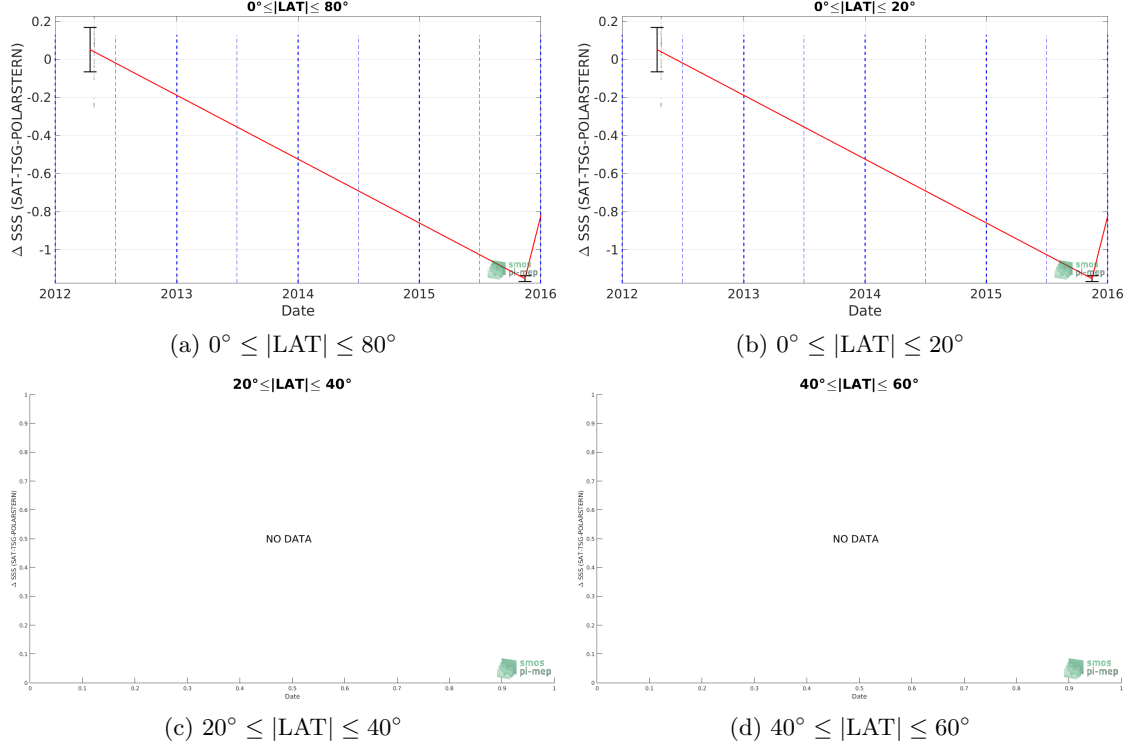 0°≤|LAT|≤ 80°
0.2
0
-0.2
-0.4
-0.6
-0.8
-1
Δ SSS (SAT-TSG-POLARSTERN)
smos
pi-mep
2012 2013 2014 2015 2016
Date
(a) 0° ≤ |LAT| ≤ 80°
0°≤|LAT|≤ 20°
0.2
0
-0.2
-0.4
-0.6
-0.8
-1
Δ SSS (SAT-TSG-POLARSTERN)
smos
pi-mep
2012 2013 2014 2015 2016
Date
(b) 0° ≤ |LAT| ≤ 20°
20°≤|LAT|≤ 40°
1
0.9
0.8
0.7
0.6
0.5
0.4
0.3
0.2
0.1
0
Δ SSS (SAT-TSG-POLARSTERN)
NO DATA
smos
pi-mep
0 0.1 0.2 0.3 0.4 0.5 0.6 0.7 0.8 0.9 1
Date
(c) 20° ≤ |LAT| ≤ 40°
40°≤|LAT|≤ 60°
1
0.9
0.8
0.7
0.6
0.5
0.4
0.3
0.2
0.1
0
Δ SSS (SAT-TSG-POLARSTERN)
NO DATA
smos
pi-mep
0 0.1 0.2 0.3 0.4 0.5 0.6 0.7 0.8 0.9 1
Date
(d) 40° ≤ |LAT| ≤ 60°